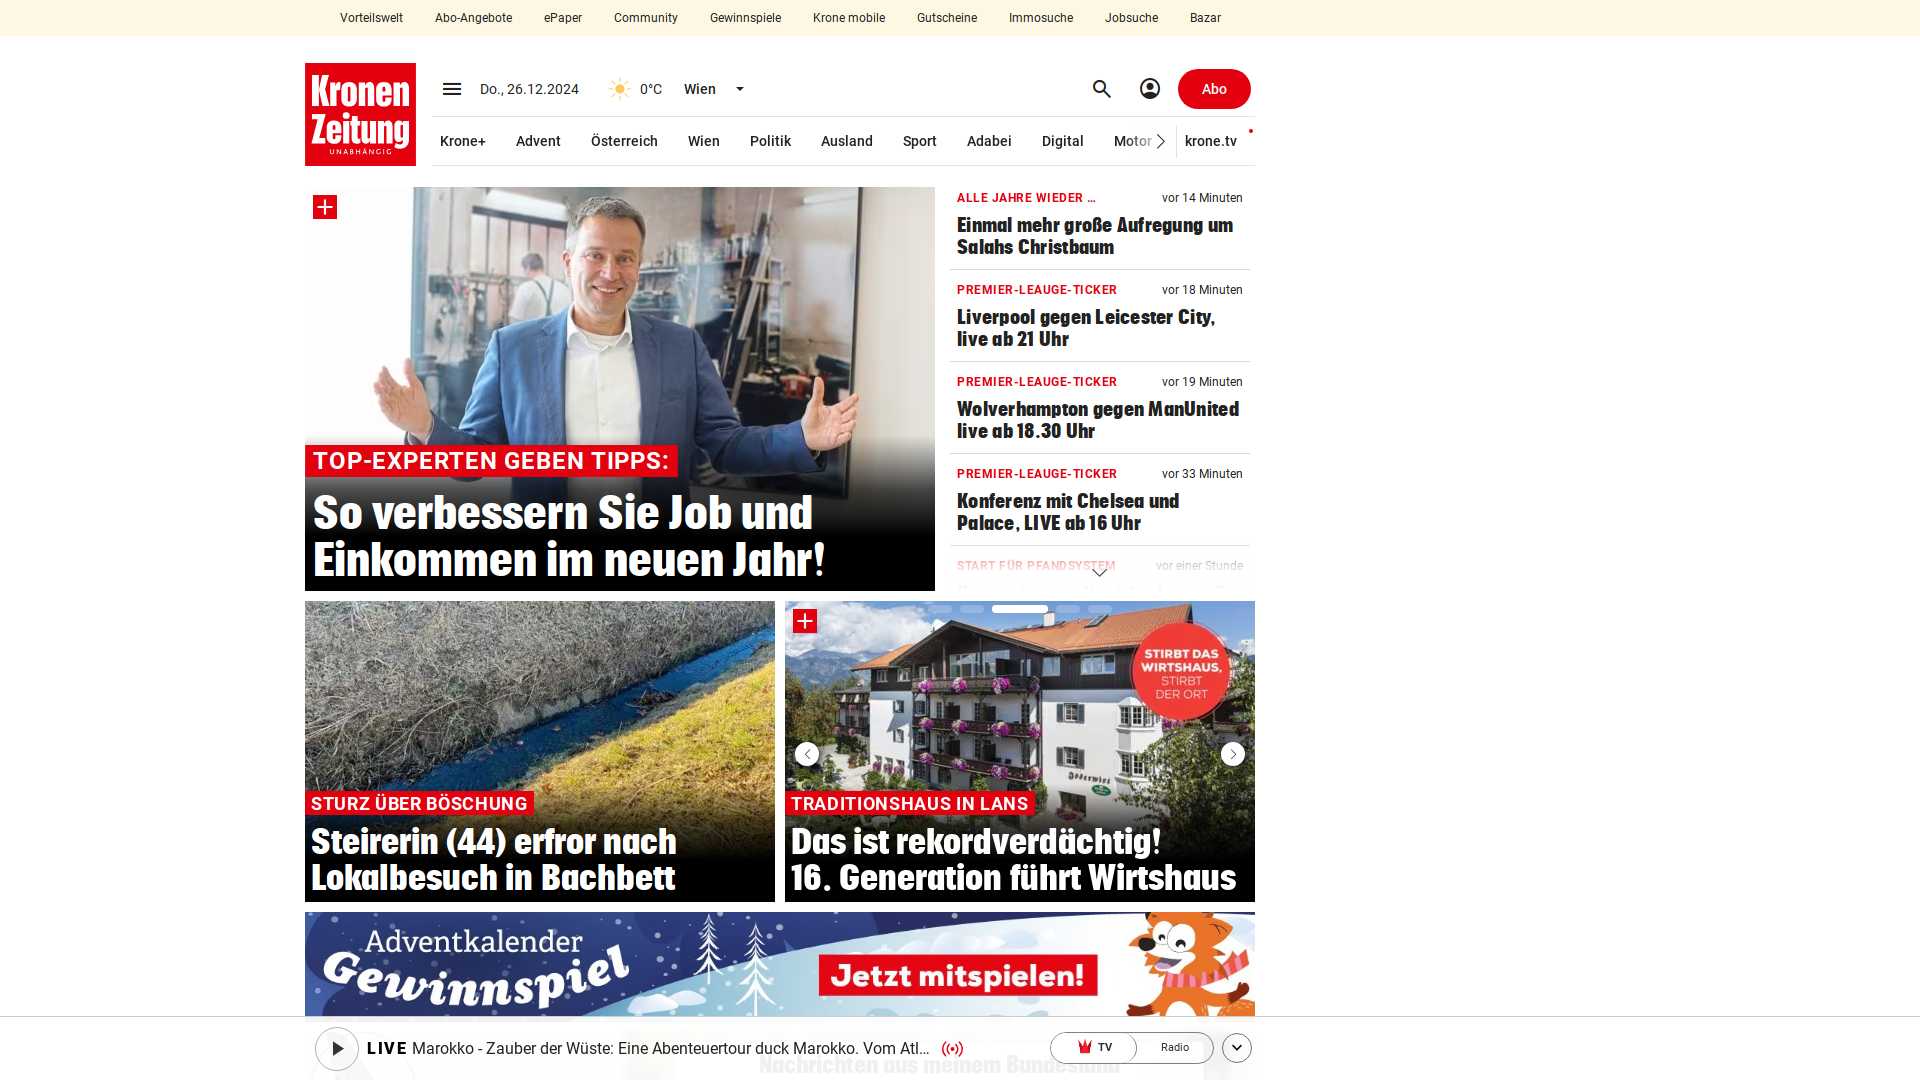 Vorteilswelt Abo-Angebote ePaper Community Gewinnspiele Krone mobile Gutscheine Immosuche Jobsuche Bazar
Kronen
Zeitung
UNABHÄNGIG
Do., 26.12.2024 0°C Wien Abo
Krone+ Advent Österreich Wien Politik Ausland Sport Adabei Digital Motor krone.tv
TOP-EXPERTEN GEBEN TIPPS:
So verbessern Sie Job und
Einkommen im neuen Jahr!
ALLE JAHRE WIEDER ... vor 14 Minuten
Einmal mehr große Aufregung um
Salahs Christbaum
PREMIER-LEAUGE-TICKER vor 18 Minuten
Liverpool gegen Leicester City,
live ab 21 Uhr
PREMIER-LEAUGE-TICKER vor 19 Minuten
Wolverhampton gegen ManUnited
live ab 18.30 Uhr
PREMIER-LEAUGE-TICKER vor 33 Minuten
Konferenz mit Chelsea und
Palace, LIVE ab 16 Uhr
START FÜR PFANDSYSTEM vor einer Stunde
STURZ ÜBER BÖSCHUNG
Steirerin (44) erfror nach
Lokalbesuch in Bachbett
STIRBT DAS
WIRTSHAUS,
STIRBT
DER ORT
Isserwirt
TRADITIONSHAUS IN LANS
Das ist rekordverdächtig!
16. Generation führt Wirtshaus
Adventkalender
Gewinnspiel
Jetzt mitspielen!
LIVE Marokko - Zauber der Wüste: Eine Abenteuertour duck Marokko. Vom Atl... TV Radio
Nachrichten aus meinem Bundesland